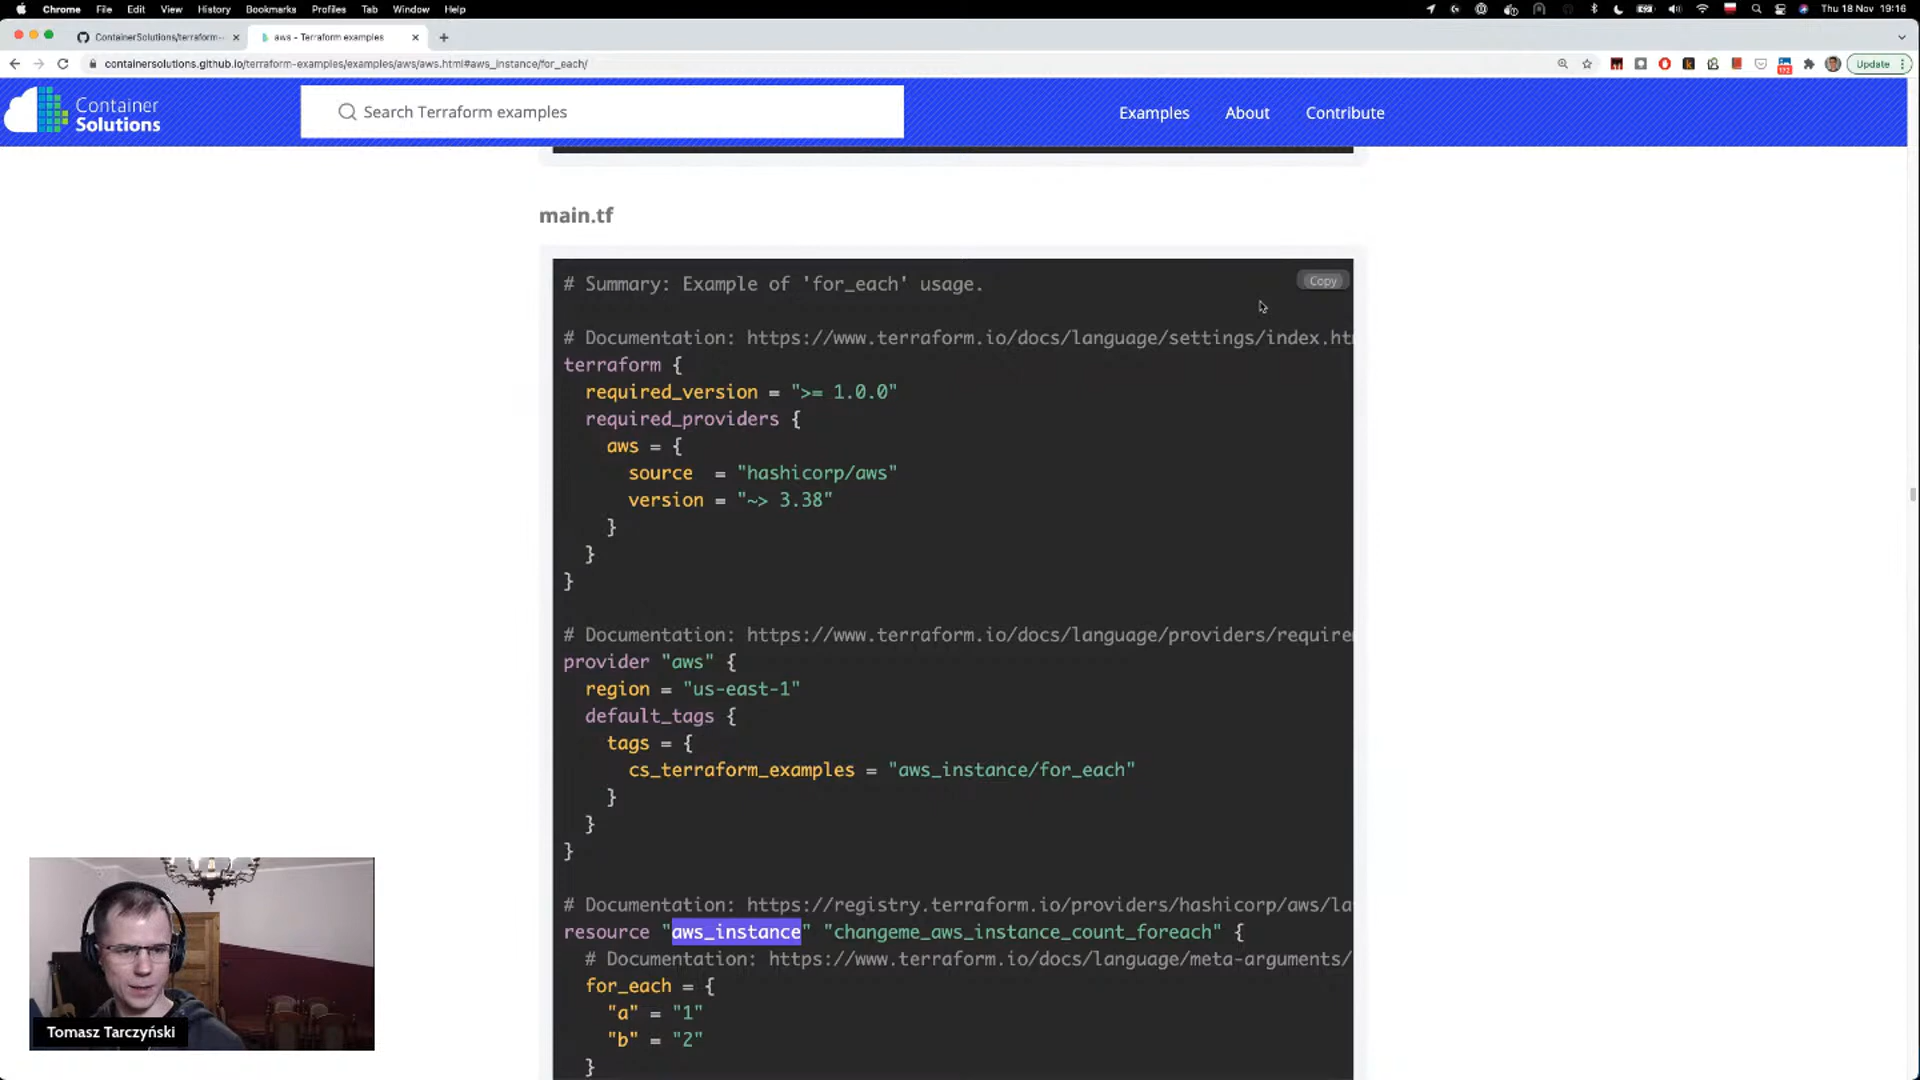 Chrome File Edit View History Bookmarks Profiles Tab Window Help
Thu 18 Nov 19:16
ContainerSolutions/terraform-
aws - Terraform examples
containersolutions.github.io/terraform-examples/examples/aws/aws.html#aws_instance/for_each/
172
Update
Container
Solutions
Search Terraform examples
Examples
About
Contribute
main.tf
Copy
# Summary: Example of 'for_each' usage.
# Documentation: https://www.terraform.io/docs/language/settings/index.ht
terraform {
required_version = ">= 1.0.0"
required_providers {
aws = {
source = "hashicorp/aws"
version = "~> 3.38"
}
}
}
# Documentation: https://www.terraform.io/docs/language/providers/require
provider "aws" {
region = "us-east-1"
default_tags {
tags = {
cs_terraform_examples = "aws_instance/for_each"
}
}
}
# Documentation: https://registry.terraform.io/providers/hashicorp/aws/la
resource "aws_instance" "changeme_aws_instance_count_foreach" {
# Documentation: https://www.terraform.io/docs/language/meta-arguments/
for_each = {
"a" = "1"
"b" = "2"
}
Tomasz Tarczyński